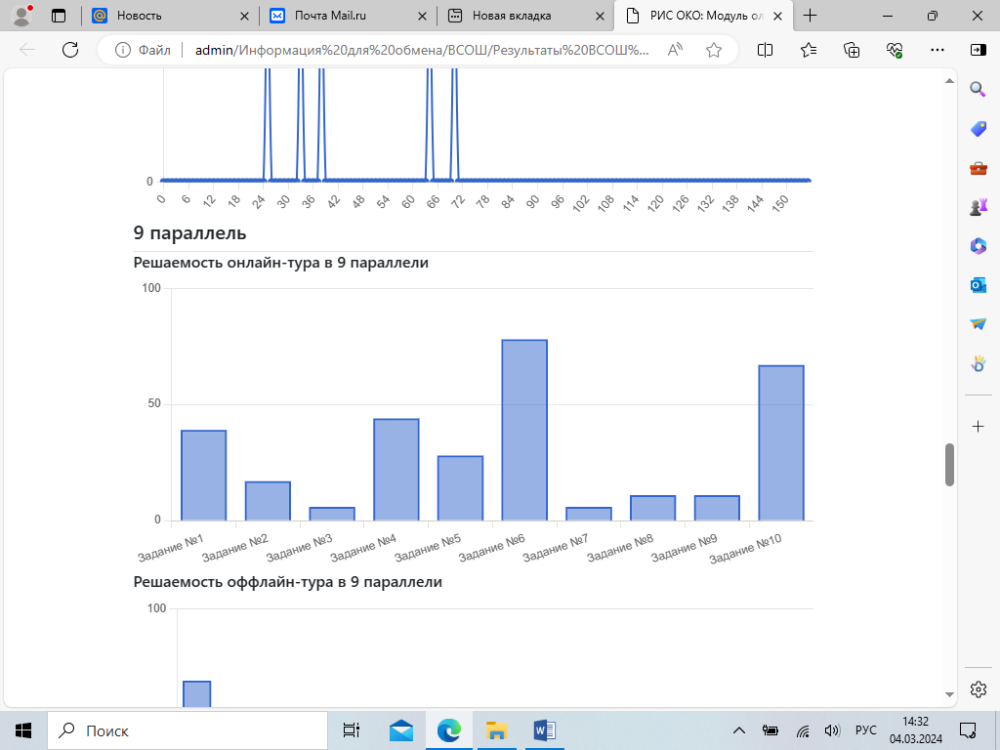 Новость
Почта Mail.ru
Новая вкладка
РИС ОКО: Модуль ол
Файл
admin/Информация%20для%20обмена/ВСОШ/Результаты%20ВСОШ%...
0
0 6 12 18 24 30 36 42 48 54 60 66 72 78 84 90 96 102 108 114 120 126 132 138 144 150
9 параллель
Решаемость онлайн-тура в 9 параллели
100
50
0
Задание №1 Задание №2 Задание №3 Задание №4 Задание №5 Задание №6 Задание №7 Задание №8 Задание №9 Задание №10
Решаемость оффлайн-тура в 9 параллели
100
Поиск
РУС
14:32
04.03.2024